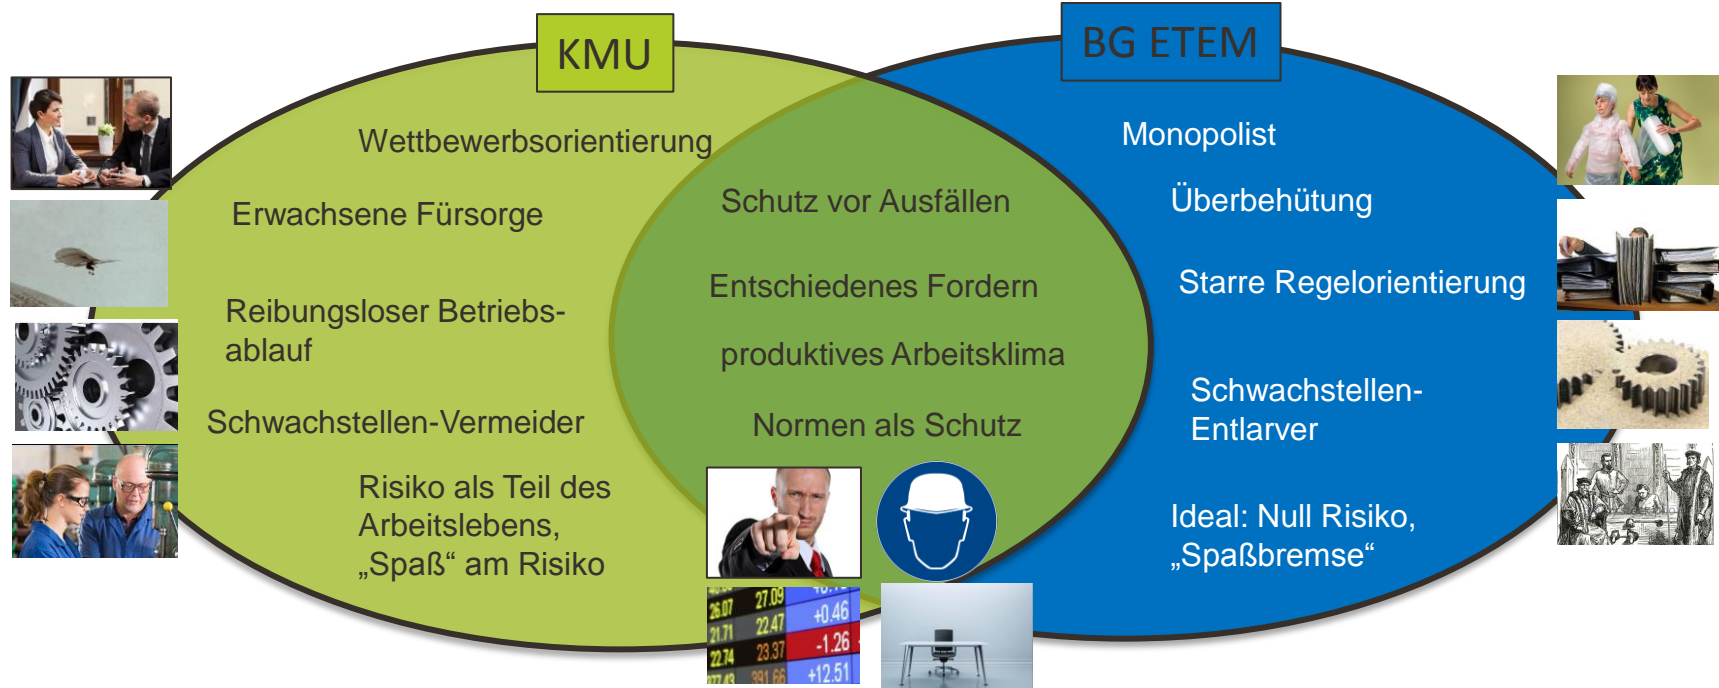 KMU
BG ETEM
Wettbewerbsorientierung
Erwachsene Fürsorge
Reibungsloser Betriebs-
ablauf
Schwachstellen-Vermeider
Risiko als Teil des
Arbeitslebens,
„Spaß“ am Risiko
Schutz vor Ausfällen
Entschiedenes Fordern
produktives Arbeitsklima
Normen als Schutz
Monopolist
Überbehütung
Starre Regelorientierung
Schwachstellen-
Entlarver
Ideal: Null Risiko,
„Spaßbremse“
26.07 27.09
21.71 22.47 +0.46
22.74 23.37 -1.26
391.66 +12.51